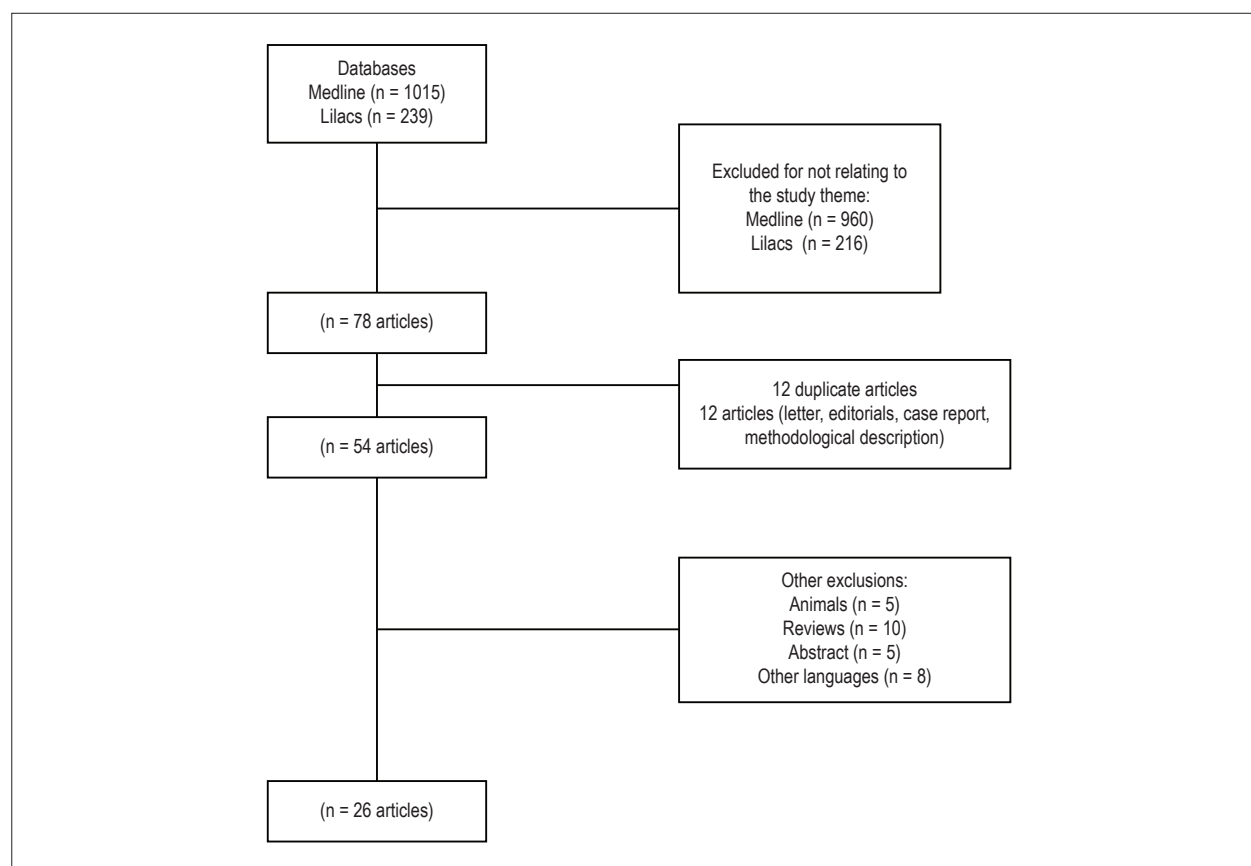 Databases
Medline (n = 1015)
Lilacs (n = 239)
Excluded for not relating to
the study theme:
Medline (n = 960)
Lilacs (n = 216)
(n = 78 articles)
12 duplicate articles
12 articles (letter, editorials, case report,
methodological description)
(n = 54 articles)
Other exclusions:
Animals (n = 5)
Reviews (n = 10)
Abstract (n = 5)
Other languages (n = 8)
(n = 26 articles)